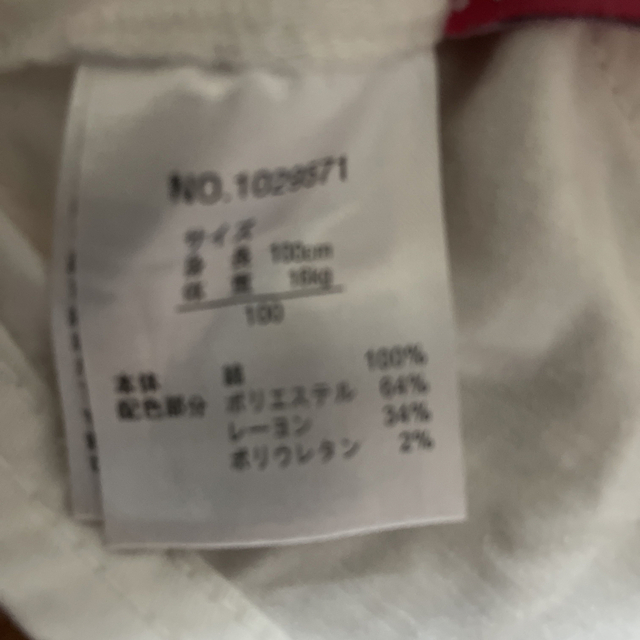 NO.1029571
サイズ
身 長 100cm
体 重 16kg
100
本体 綿 100%
配色部分 ポリエステル 64%
レーヨン 34%
ポリウレタン 2%